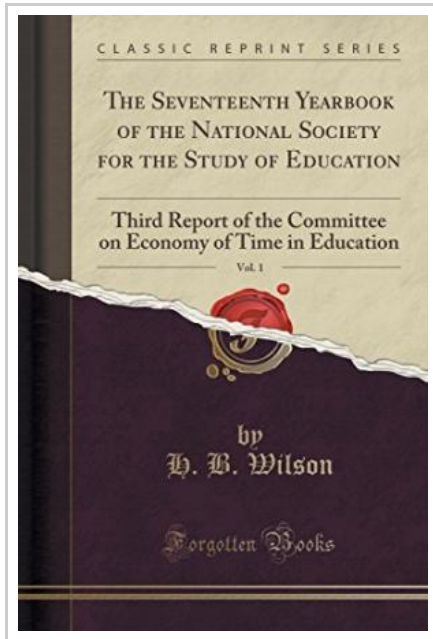 CLASSIC REPRINT SERIES
THE SEVENTEENTH YEARBOOK
OF THE NATIONAL SOCIETY
FOR THE STUDY OF EDUCATION
Third Report of the Committee
on Economy of Time in Education
Vol. 1
by
H. B. Wilson
Forgotten Books